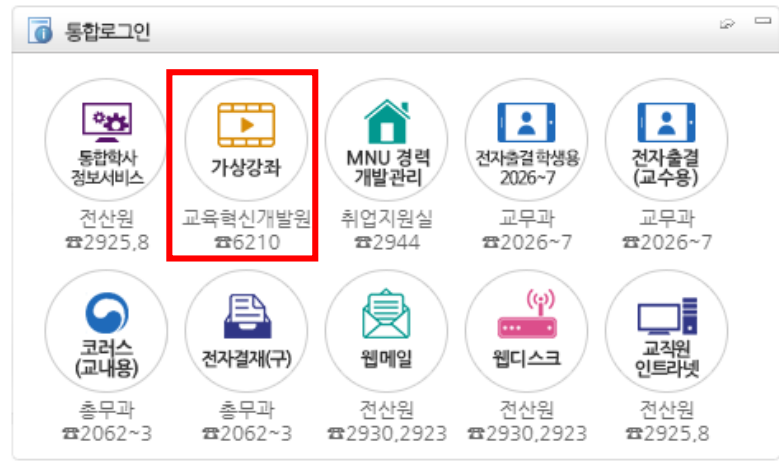 통합로그인
통합학사
정보서비스
전산원
☎2925,8
가상강좌
교육혁신개발원
☎6210
MNU 경력
개발관리
취업지원실
☎2944
전자출결 학생용
2026~7
교무과
☎2026~7
전자출결
(교수용)
교무과
☎2026~7
코러스
(교내용)
총무과
☎2062~3
전자결재(구)
총무과
☎2062~3
웹메일
전산원
☎2930,2923
웹디스크
전산원
☎2930,2923
교직원
인트라넷
전산원
☎2925,8